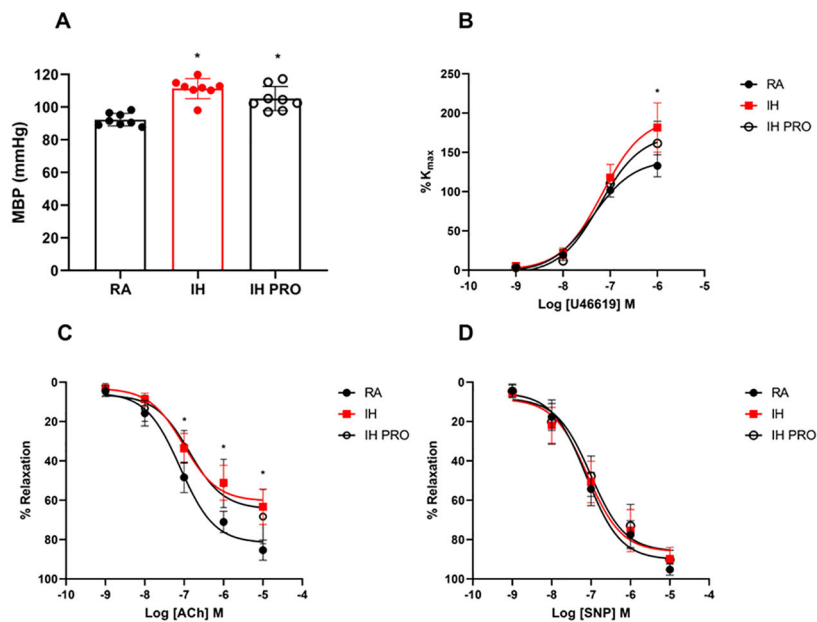 A
MBP (mmHg)
120
100
80
60
40
20
0
* *
RA IH IH PRO
B
% Kmax
250
200
150
100
50
0
*
-10 -9 -8 -7 -6 -5
Log [U46619] M
RA
IH
IH PRO
C
% Relaxation
0
20
40
60
80
100
* * *
-9 -8 -7 -6 -5 -4
Log [ACh] M
RA
IH
IH PRO
D
% Relaxation
0
20
40
60
80
100
-10 -9 -8 -7 -6 -5 -4
Log [SNP] M
RA
IH
IH PRO